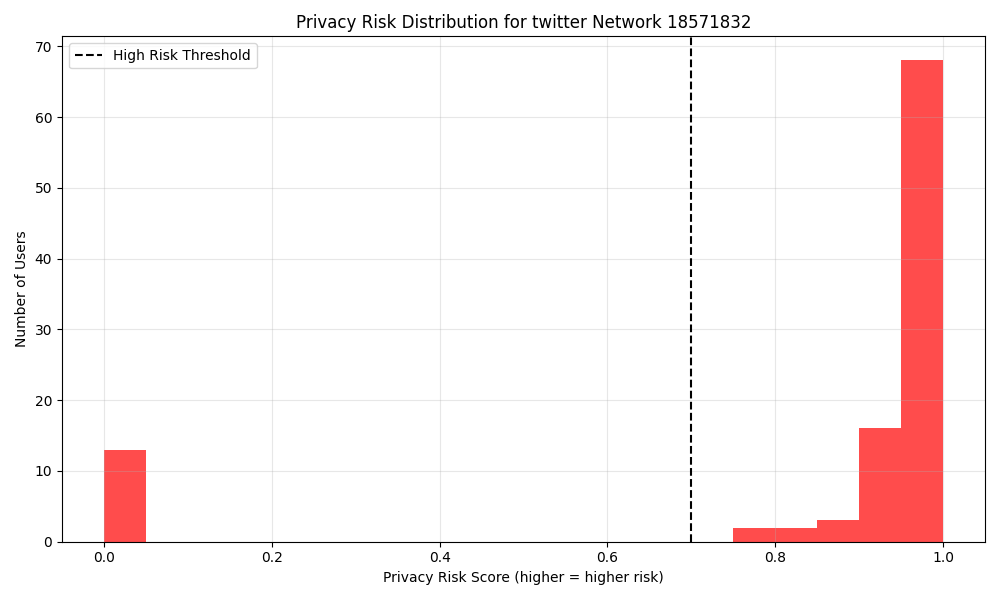 Privacy Risk Distribution for twitter Network 18571832
High Risk Threshold
70
60
50
40
30
20
10
0
Number of Users
0.0 0.2 0.4 0.6 0.8 1.0
Privacy Risk Score (higher = higher risk)